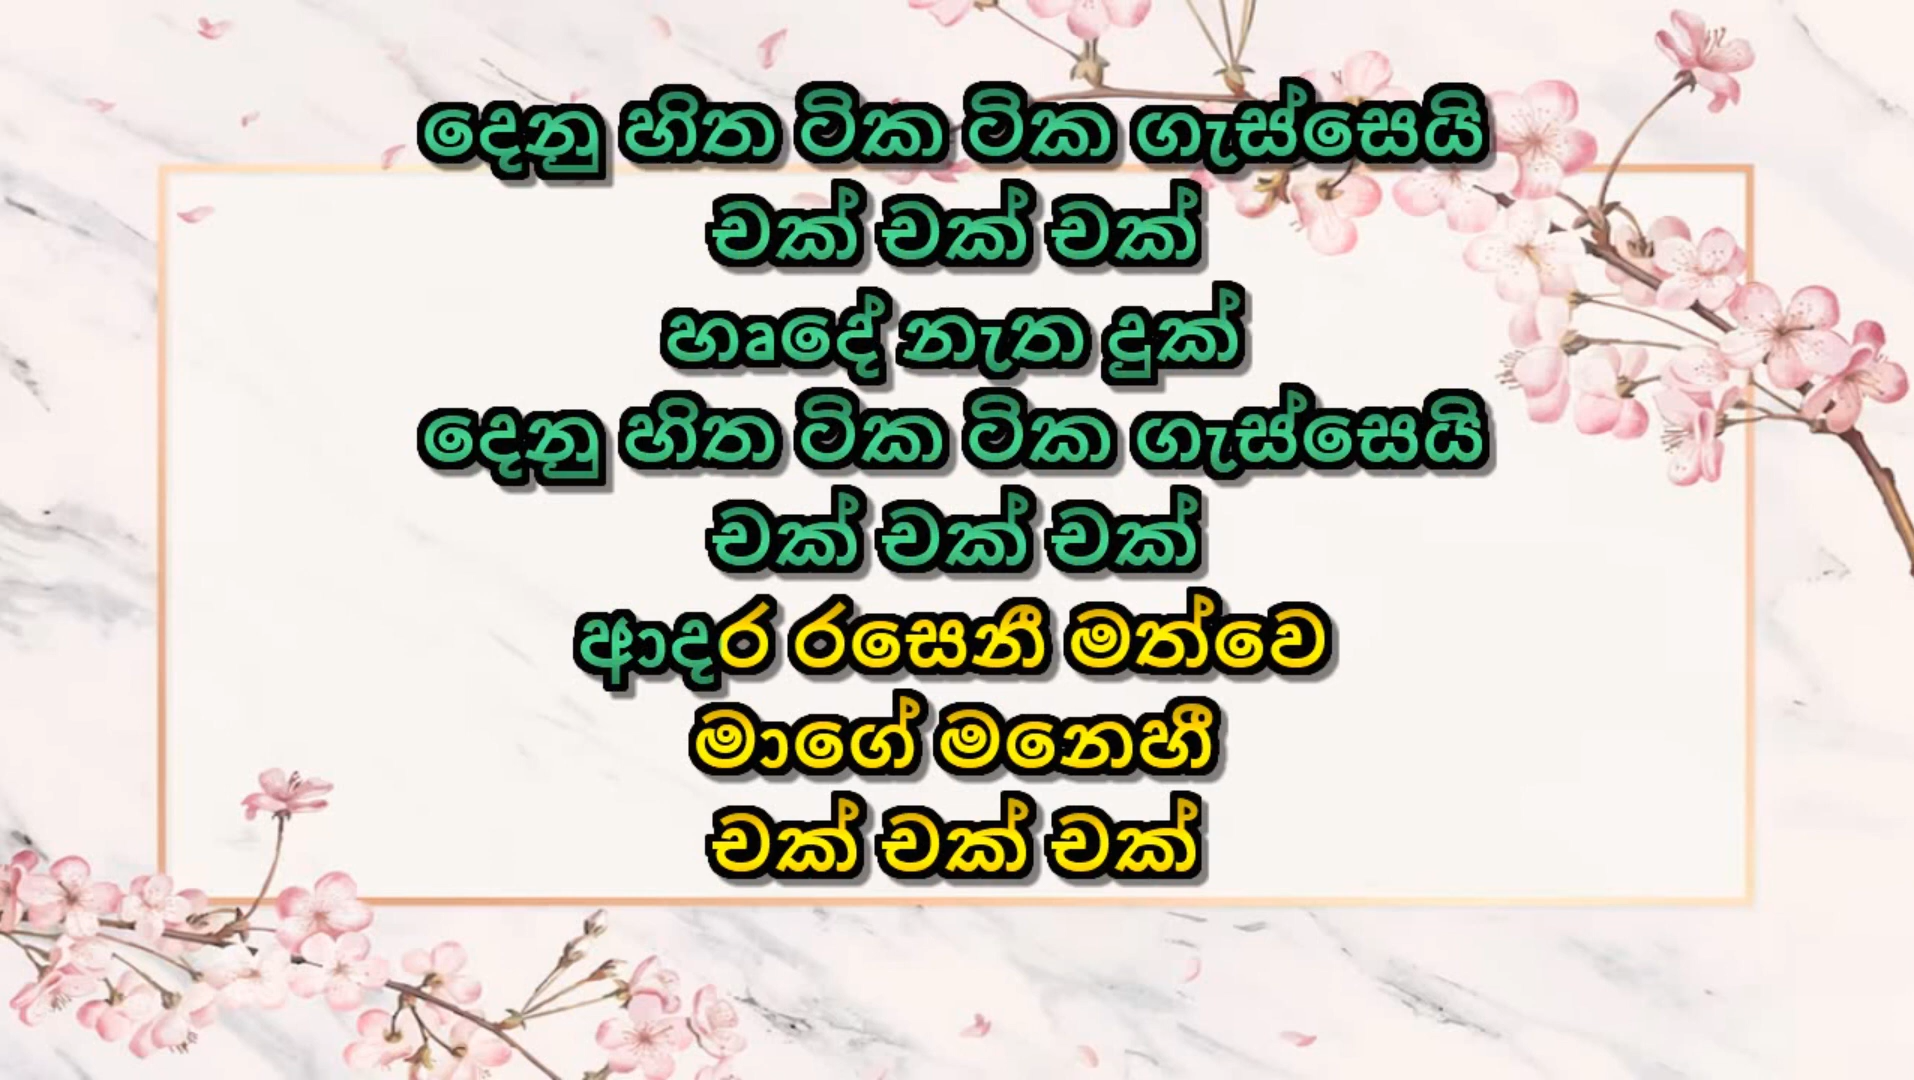 දෙනු හිත ටික ටික ගැස්සෙයි
චක් චක් චක්
හෘදේ නැත දුක්
දෙනු හිත ටික ටික ගැස්සෙයි
චක් චක් චක්
ආදර රසෙනී මත්වෙ
මාගේ මනෙහී
චක් චක් චක්